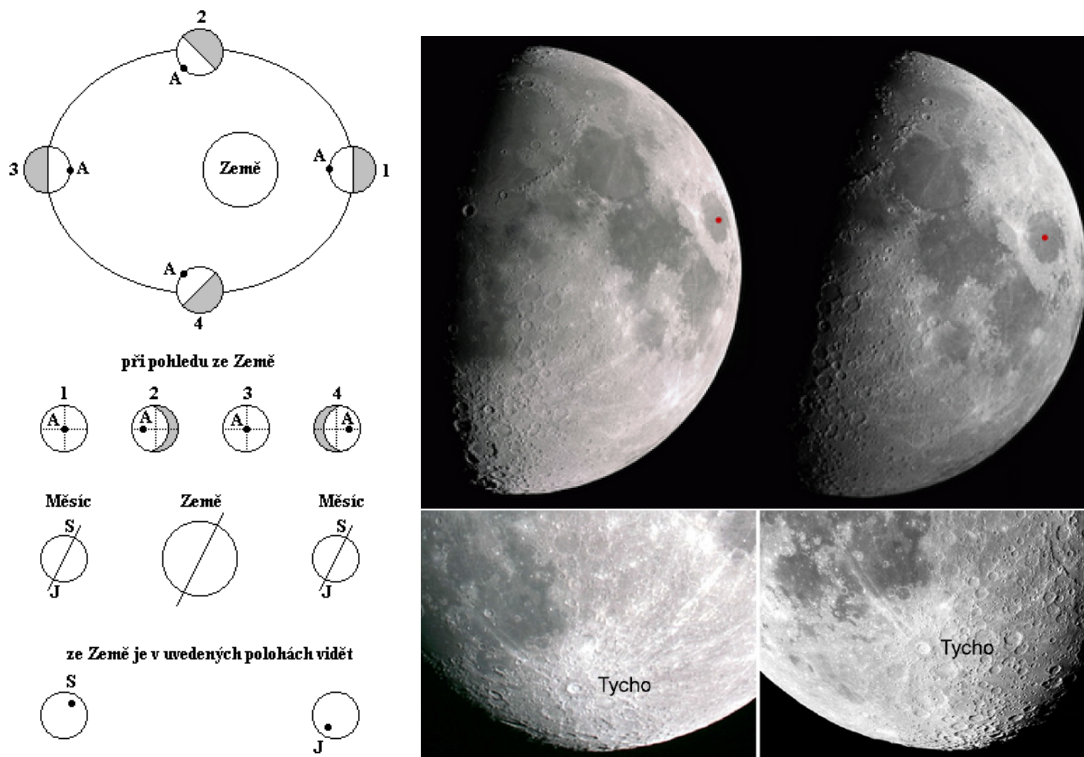 2
A
3
A
Země
A
1
A
4
při pohledu ze Země
1
2
3
4
A
A
A
A
Měsíc
Země
Měsíc
S
S
J
J
ze Země je v uvedených polohách vidět
S
J
Tycho
Tycho